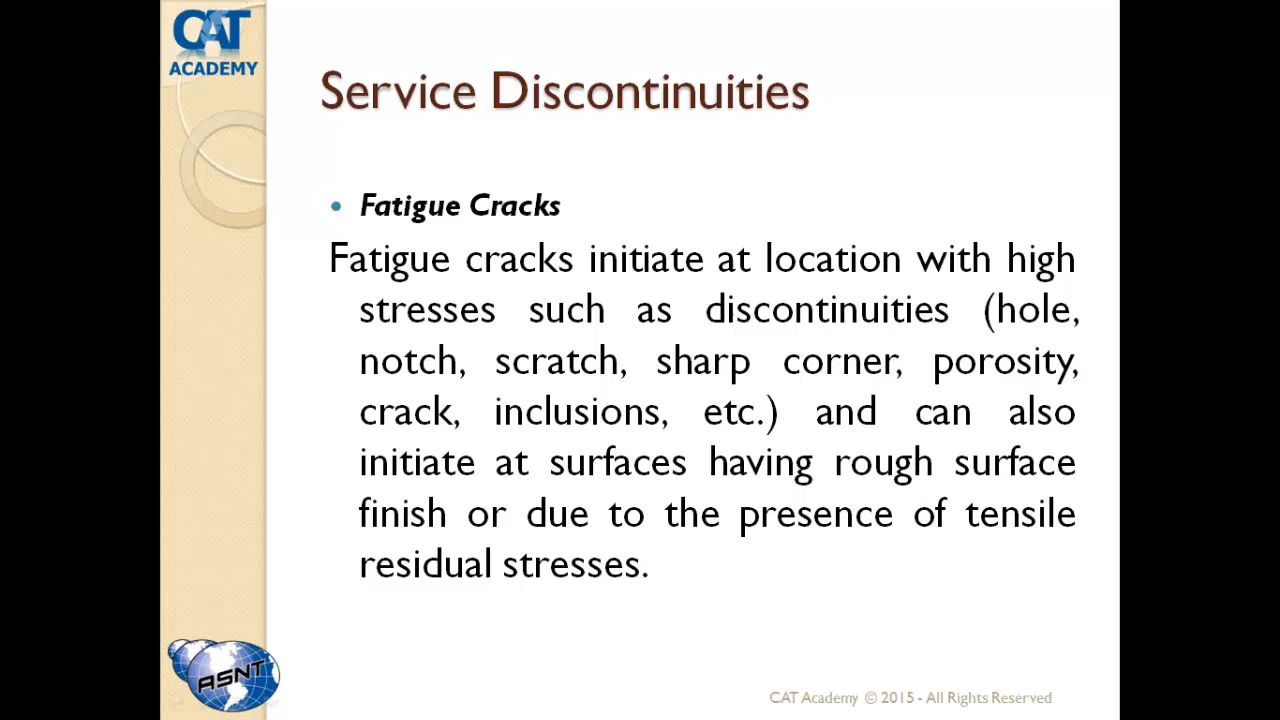 CAT
ACADEMY
Service Discontinuities
• Fatigue Cracks
Fatigue cracks initiate at location with high
stresses such as discontinuities (hole,
notch, scratch, sharp corner, porosity,
crack, inclusions, etc.) and can also
initiate at surfaces having rough surface
finish or due to the presence of tensile
residual stresses.
ASNT
CAT Academy © 2015 - All Rights Reserved